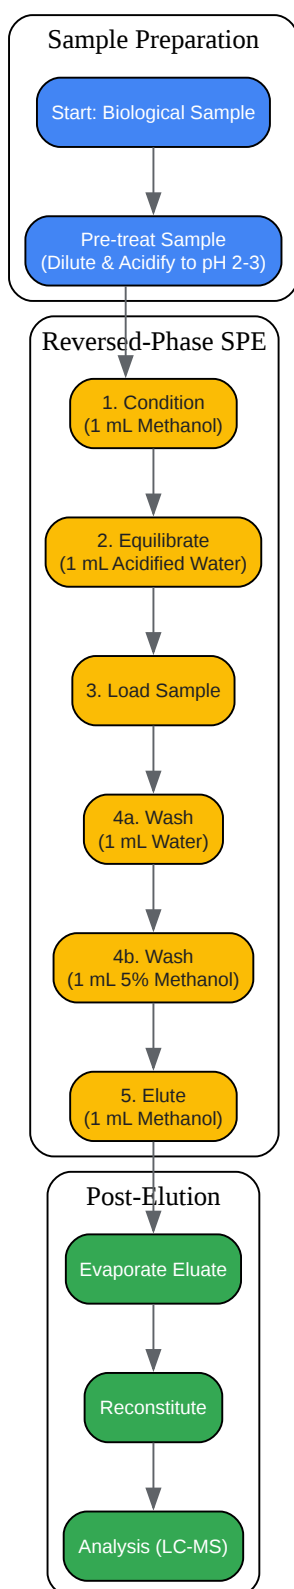 Sample Preparation
Start: Biological Sample
Pre-treat Sample
(Dilute & Acidify to pH 2-3)
Reversed-Phase SPE
1. Condition
(1 mL Methanol)
2. Equilibrate
(1 mL Acidified Water)
3. Load Sample
4a. Wash
(1 mL Water)
4b. Wash
(1 mL 5% Methanol)
5. Elute
(1 mL Methanol)
Post-Elution
Evaporate Eluate
Reconstitute
Analysis (LC-MS)